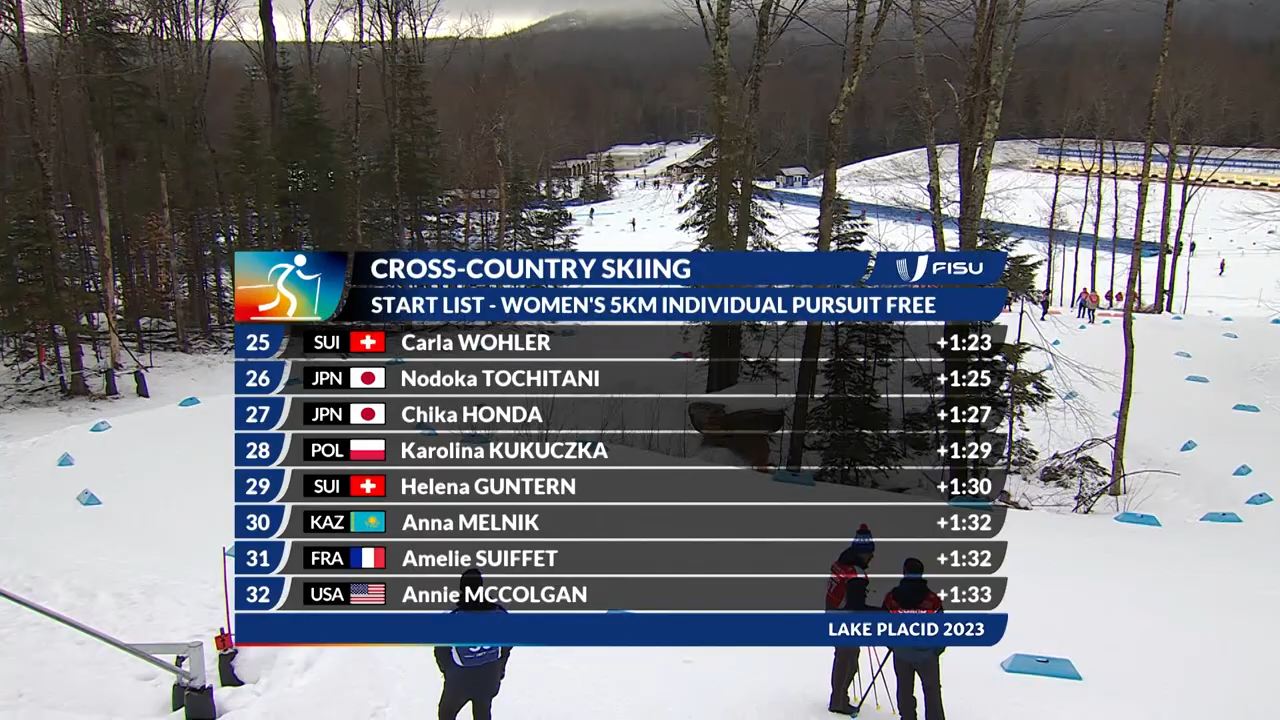 CROSS-COUNTRY SKIING
FISU
START LIST - WOMEN'S 5KM INDIVIDUAL PURSUIT FREE
25 SUI Carla WOHLER +1:23
26 JPN Nodoka TOCHITANI +1:25
27 JPN Chika HONDA +1:27
28 POL Karolina KUKUCZKA +1:29
29 SUI Helena GUNTERN +1:30
30 KAZ Anna MELNIK +1:32
31 FRA Amelie SUIFFET +1:32
32 USA Annie MCCOLGAN +1:33
LAKE PLACID 2023